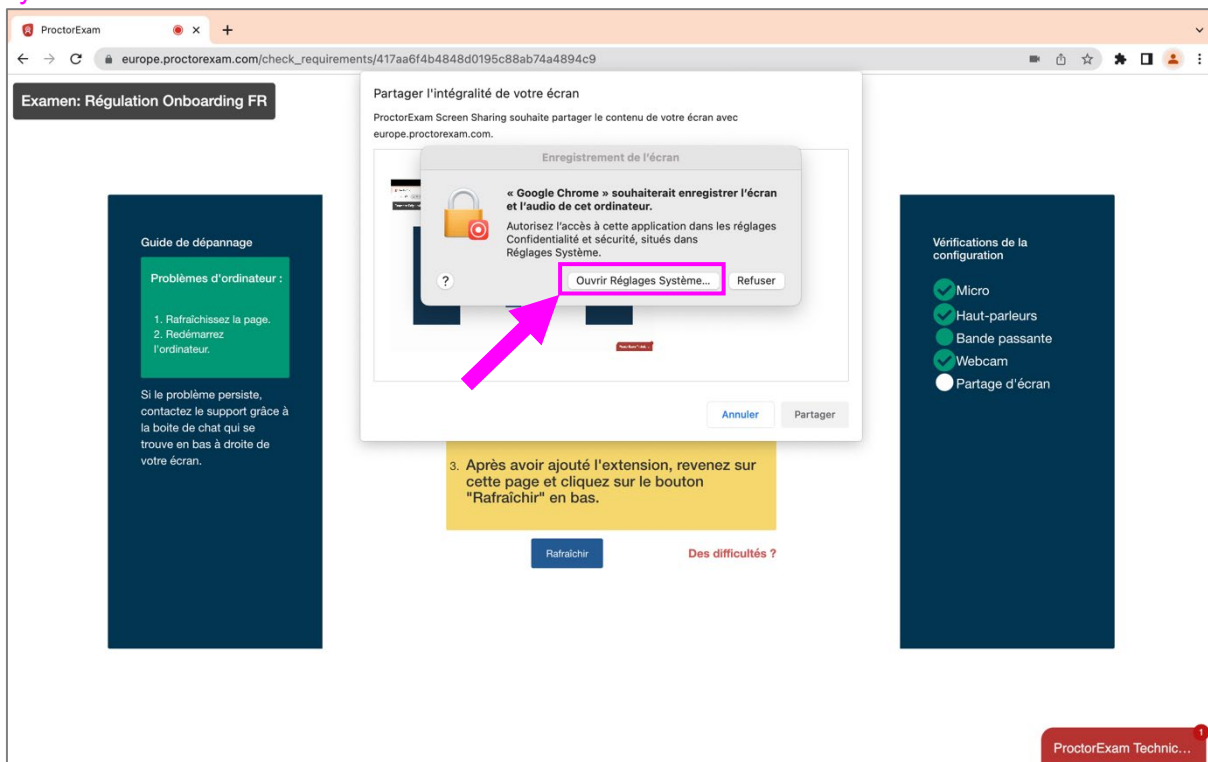 ProctorExam
europe.proctorexam.com/check_requirements/417aa6f4b4848d0195c88ab74a4894c9
Examen: Régulation Onboarding FR
Partager l'intégralité de votre écran
ProctorExam Screen Sharing souhaite partager le contenu de votre écran avec
europe.proctorexam.com.
Enregistrement de l'écran
« Google Chrome » souhaiterait enregistrer l'écran
et l'audio de cet ordinateur.
Autorisez l'accès à cette application dans les réglages
Confidentialité et sécurité, situés dans
Réglages Système.
?
Ouvrir Réglages Système...
Refuser
Annuler
Partager
Guide de dépannage
Problèmes d'ordinateur :
1. Rafraîchissez la page.
2. Redémarrez
l'ordinateur.
Si le problème persiste,
contactez le support grâce à
la boite de chat qui se
trouve en bas à droite de
votre écran.
3. Après avoir ajouté l'extension, revenez sur
cette page et cliquez sur le bouton
"Rafraîchir" en bas.
Rafraîchir
Des difficultés ?
Vérifications de la
configuration
Micro
Haut-parleurs
Bande passante
Webcam
Partage d'écran
1
ProctorExam Technic...